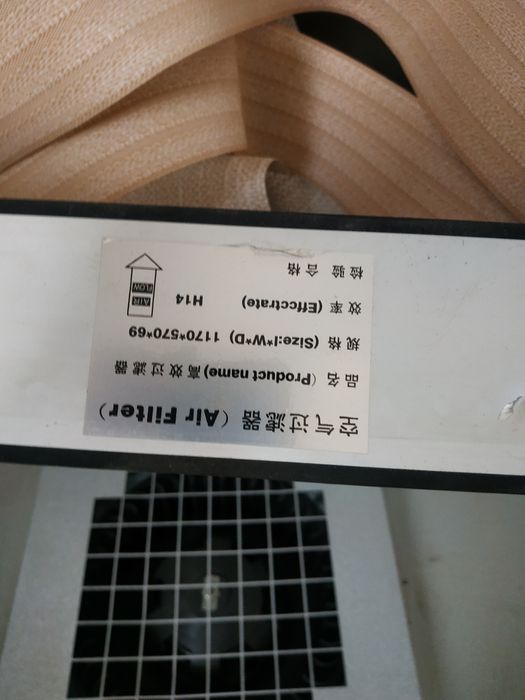 空气过滤器（Air Filter）
品 名 （Product name) 高 效 过 滤 器
规 格 (Size:l*W*D) 1170*570*69
效 率 (Effcctrate) H14
检 验 合 格
AIR
FLOW